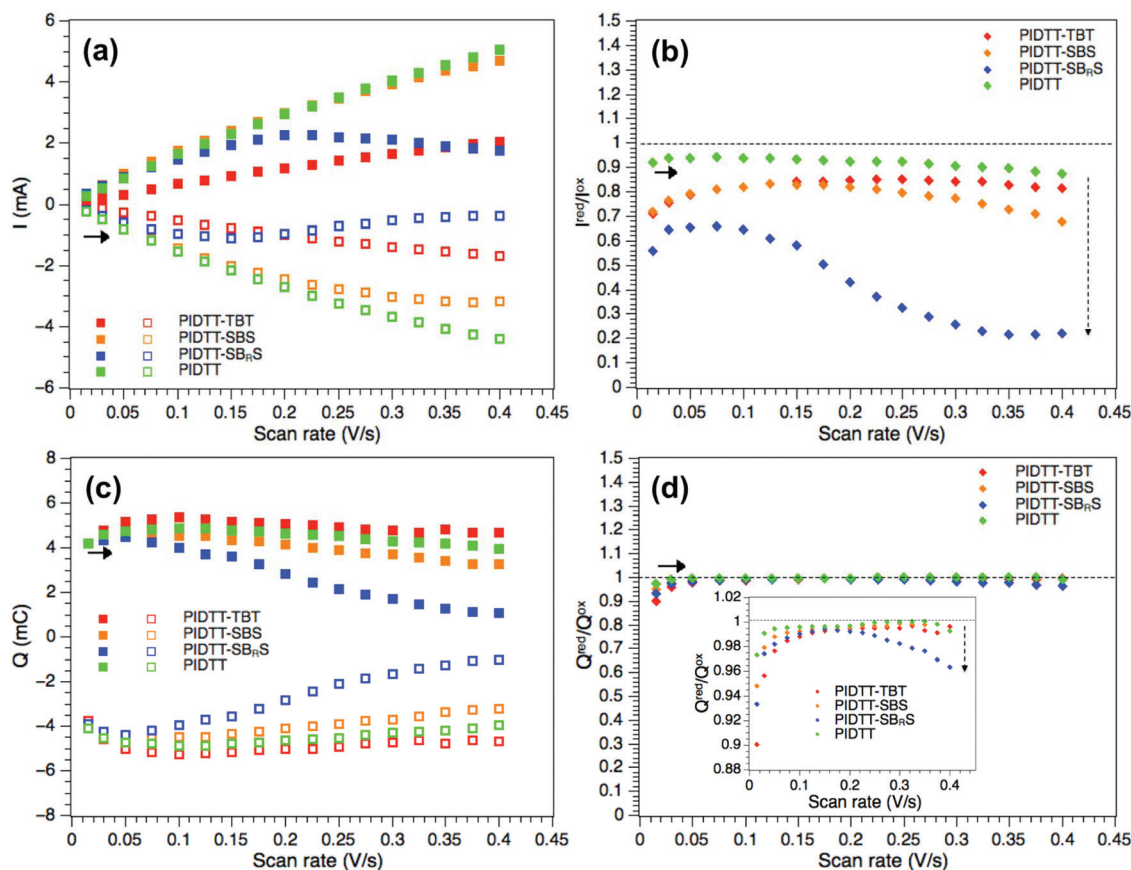 (a)
I (mA)
6
4
2
0
−2
−4
−6
PIDTT-TBT
PIDTT-SBS
PIDTT-SBRS
PIDTT
0 0.05 0.1 0.15 0.2 0.25 0.3 0.35 0.4 0.45
Scan rate (V/s)
(b)
I^red/I^ox
1.5
1.4
1.3
1.2
1.1
1
0.9
0.8
0.7
0.6
0.5
0.4
0.3
0.2
0.1
0
PIDTT-TBT
PIDTT-SBS
PIDTT-SBRS
PIDTT
0 0.05 0.1 0.15 0.2 0.25 0.3 0.35 0.4 0.45
Scan rate (V/s)
(c)
Q (mC)
8
6
4
2
0
−2
−4
−6
−8
PIDTT-TBT
PIDTT-SBS
PIDTT-SBRS
PIDTT
0 0.05 0.1 0.15 0.2 0.25 0.3 0.35 0.4 0.45
Scan rate (V/s)
(d)
Q^red/Q^ox
1.5
1.4
1.3
1.2
1.1
1
0.9
0.8
0.7
0.6
0.5
0.4
0.3
0.2
0.1
0
PIDTT-TBT
PIDTT-SBS
PIDTT-SBRS
PIDTT
Q^red/Q^ox
1.02
1
0.98
0.96
0.94
0.92
0.9
0.88
PIDTT-TBT
PIDTT-SBS
PIDTT-SBRS
PIDTT
0 0.1 0.2 0.3 0.4 0.5
Scan rate (V/s)
0 0.05 0.1 0.15 0.2 0.25 0.3 0.35 0.4 0.45
Scan rate (V/s)